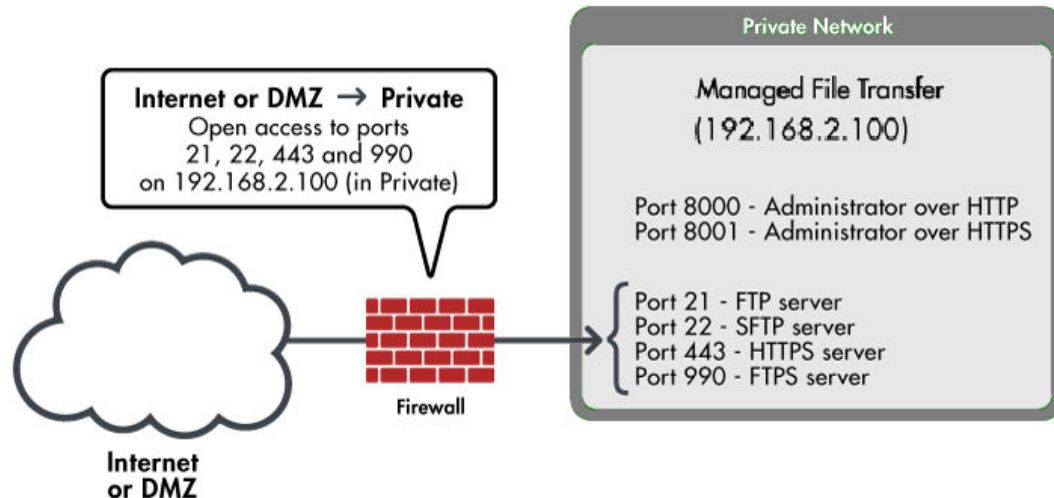 Private Network
Internet or DMZ → Private
Open access to ports
21, 22, 443 and 990
on 192.168.2.100 (in Private)
Managed File Transfer
(192.168.2.100)
Port 8000 - Administrator over HTTP
Port 8001 - Administrator over HTTPS
Port 21 - FTP server
Port 22 - SFTP server
Port 443 - HTTPS server
Port 990 - FTPS server
Firewall
Internet
or DMZ